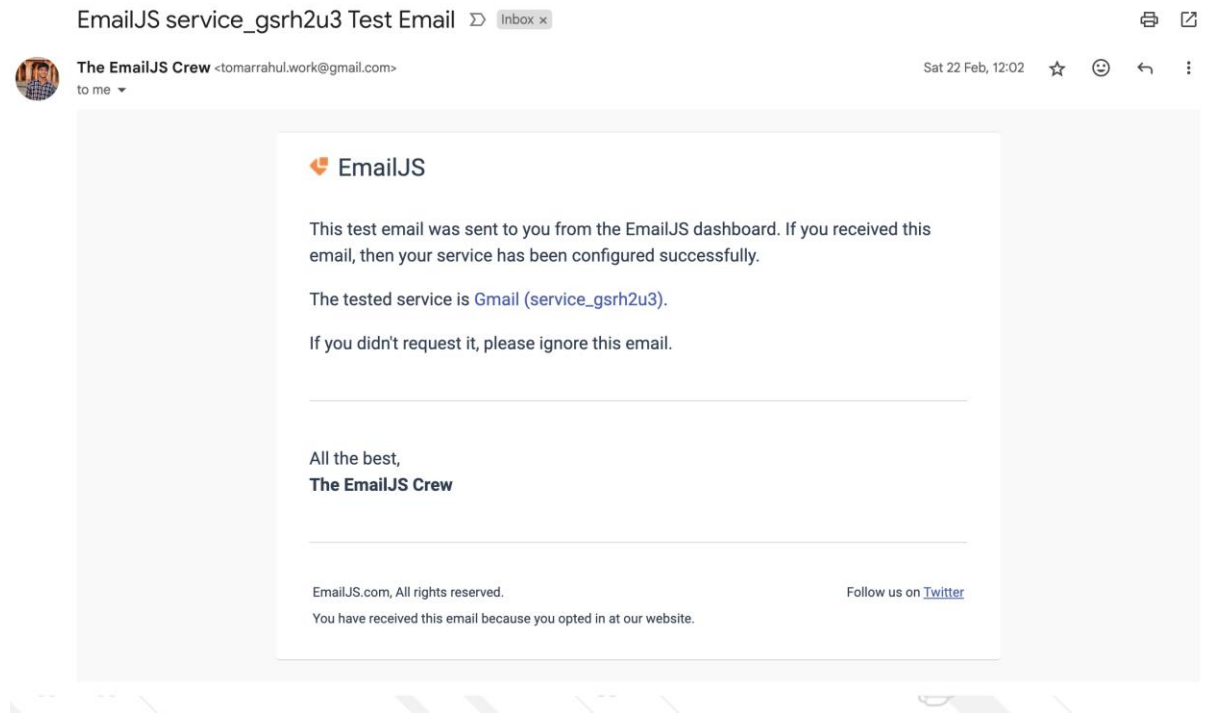 EmailJS service_gsrh2u3 Test Email Inbox ×
The EmailJS Crew <tomarrahul.work@gmail.com> Sat 22 Feb, 12:02
to me
EmailJS
This test email was sent to you from the EmailJS dashboard. If you received this
email, then your service has been configured successfully.
The tested service is Gmail (service_gsrh2u3).
If you didn't request it, please ignore this email.
All the best,
The EmailJS Crew
EmailJS.com, All rights reserved. Follow us on Twitter
You have received this email because you opted in at our website.